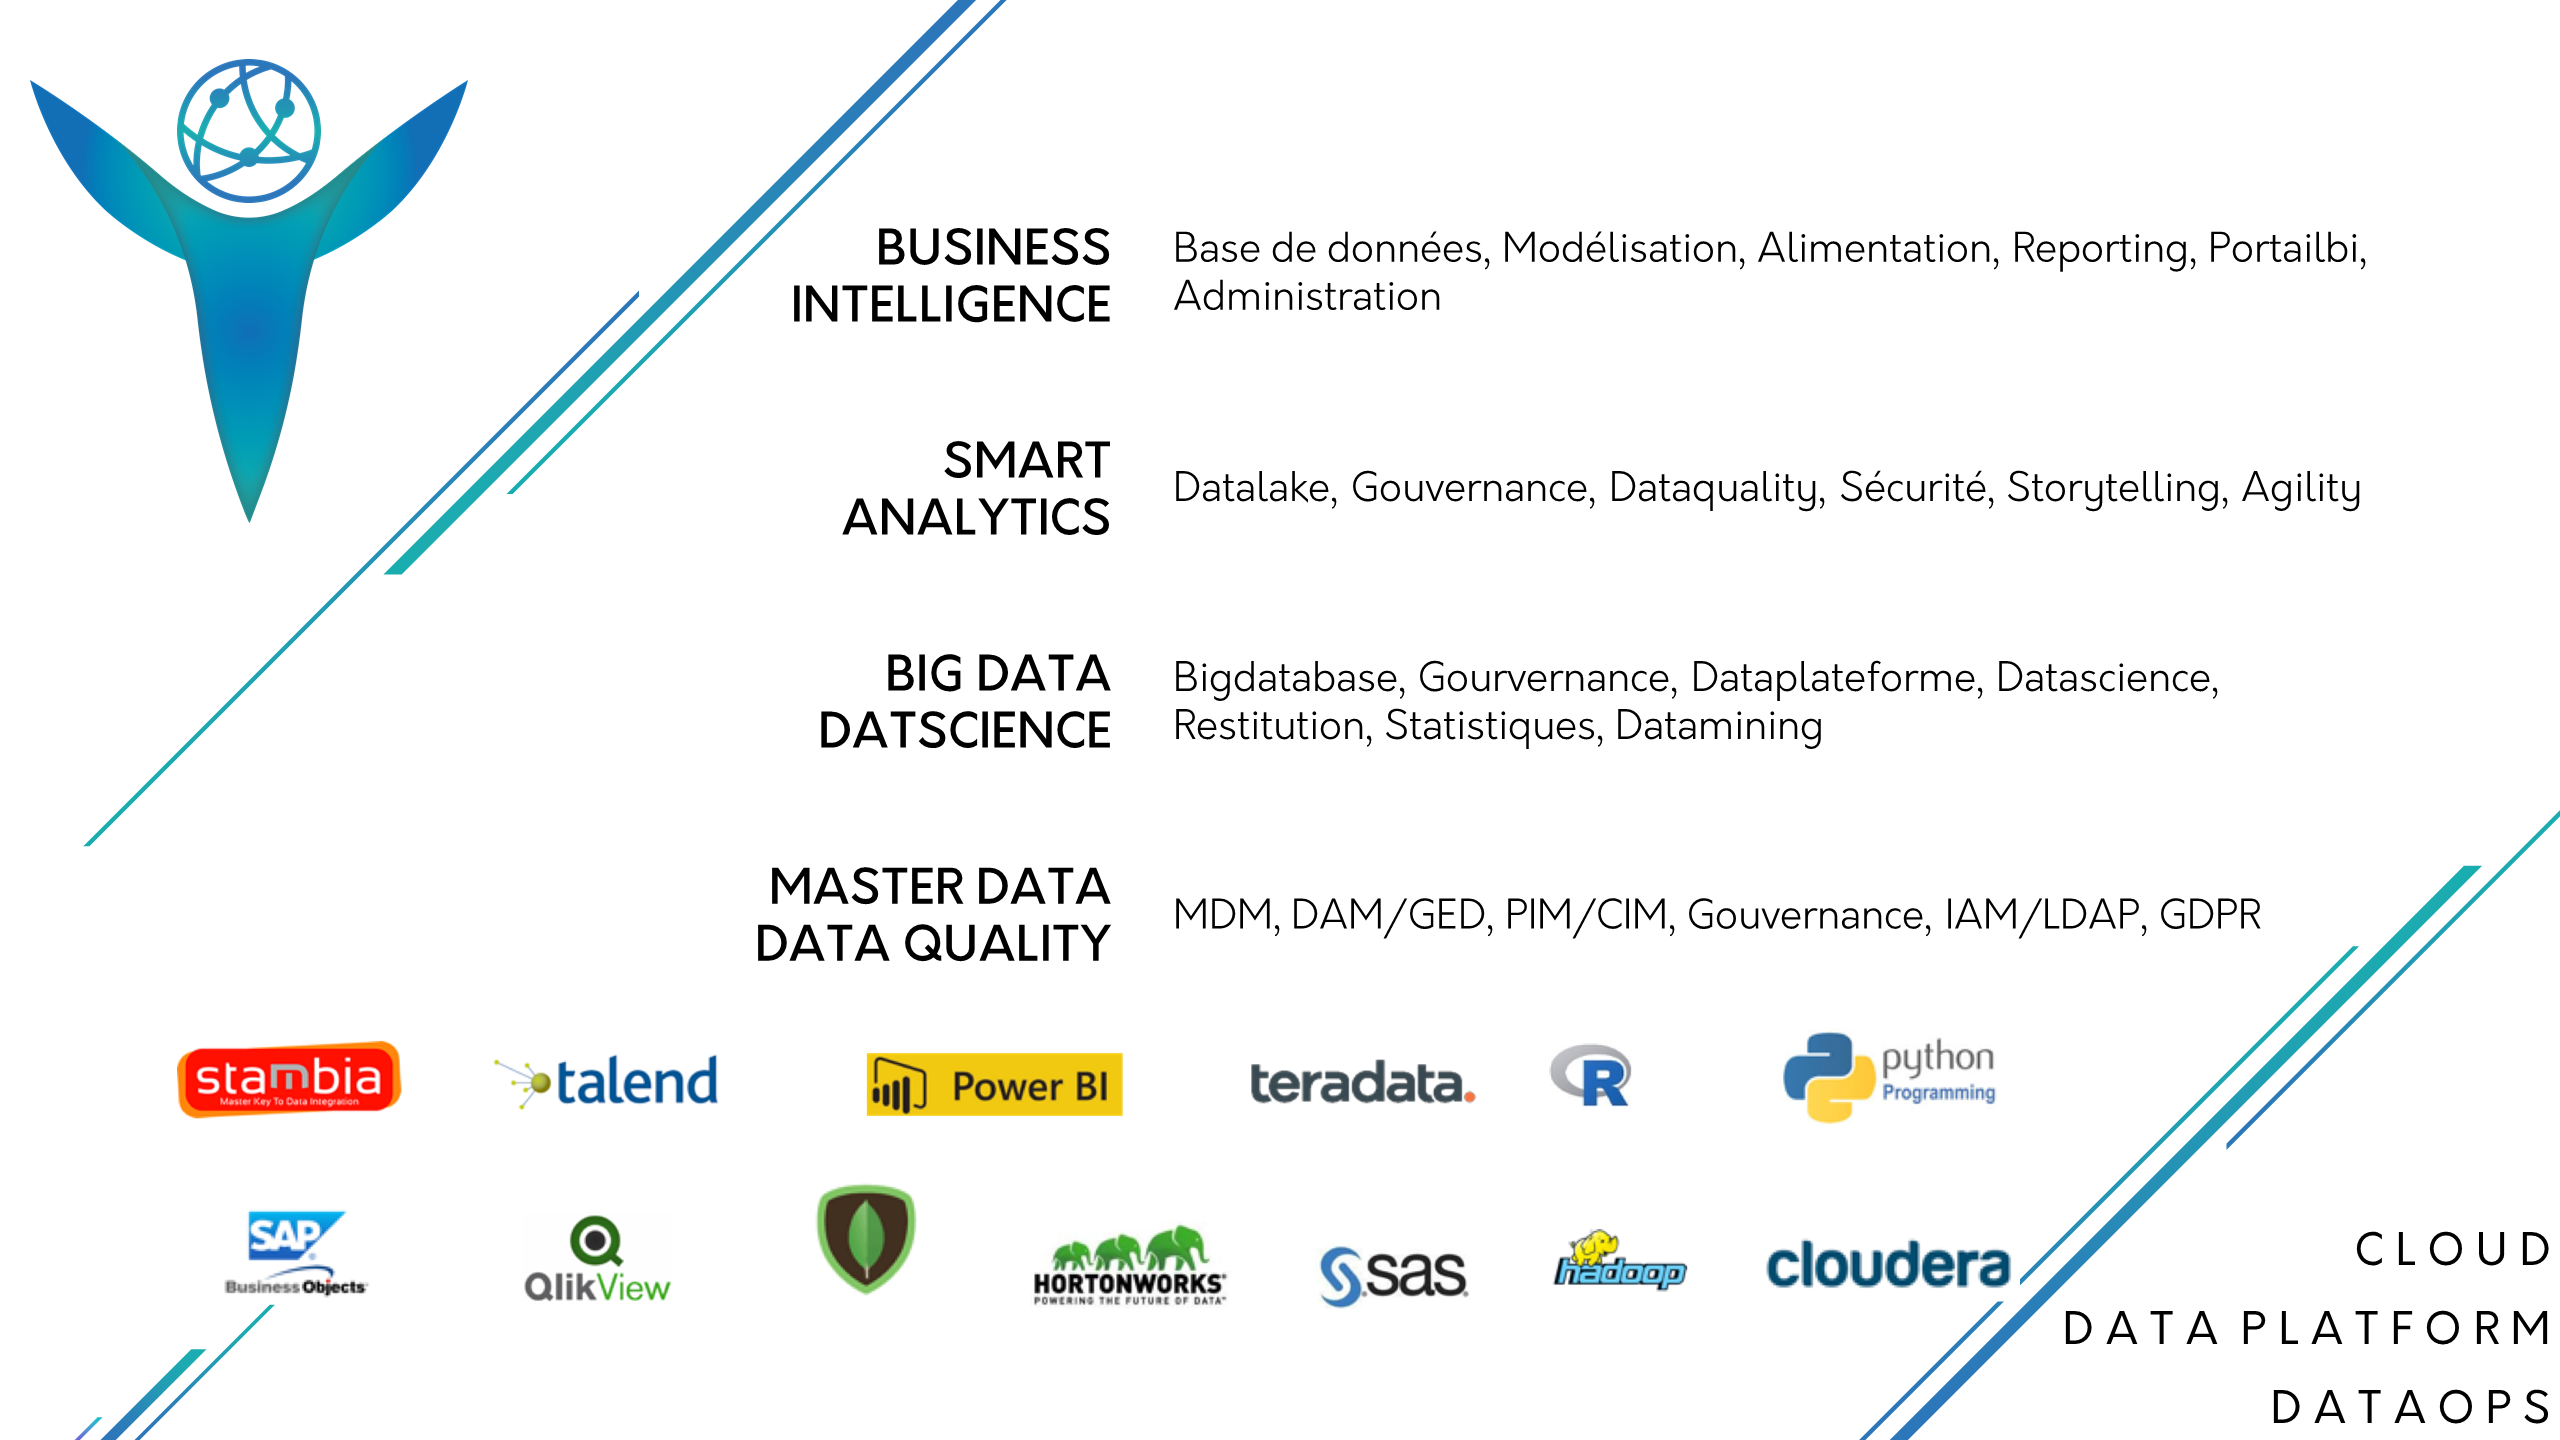 BUSINESS
INTELLIGENCE
Base de données, Modélisation, Alimentation, Reporting, Portailbi,
Administration
SMART
ANALYTICS
Datalake, Gouvernance, Dataquality, Sécurité, Storytelling, Agility
BIG DATA
DATSCIENCE
Bigdatabase, Gourvernance, Dataplateforme, Datascience,
Restitution, Statistiques, Datamining
MASTER DATA
DATA QUALITY
MDM, DAM/GED, PIM/CIM, Gouvernance, IAM/LDAP, GDPR
stambia
Master Key To Data Integration
talend
Power BI
teradata.
R
python
Programming
SAP
Business Objects
QlikView
HORTONWORKS
POWERING THE FUTURE OF DATA™
sas
hadoop
cloudera
CLOUD
DATA PLATFORM
DATAOPS